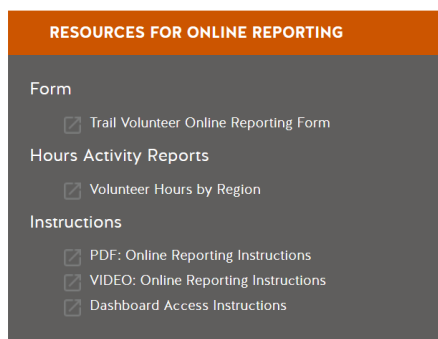 RESOURCES FOR ONLINE REPORTING
Form
Trail Volunteer Online Reporting Form
Hours Activity Reports
Volunteer Hours by Region
Instructions
PDF: Online Reporting Instructions
VIDEO: Online Reporting Instructions
Dashboard Access Instructions